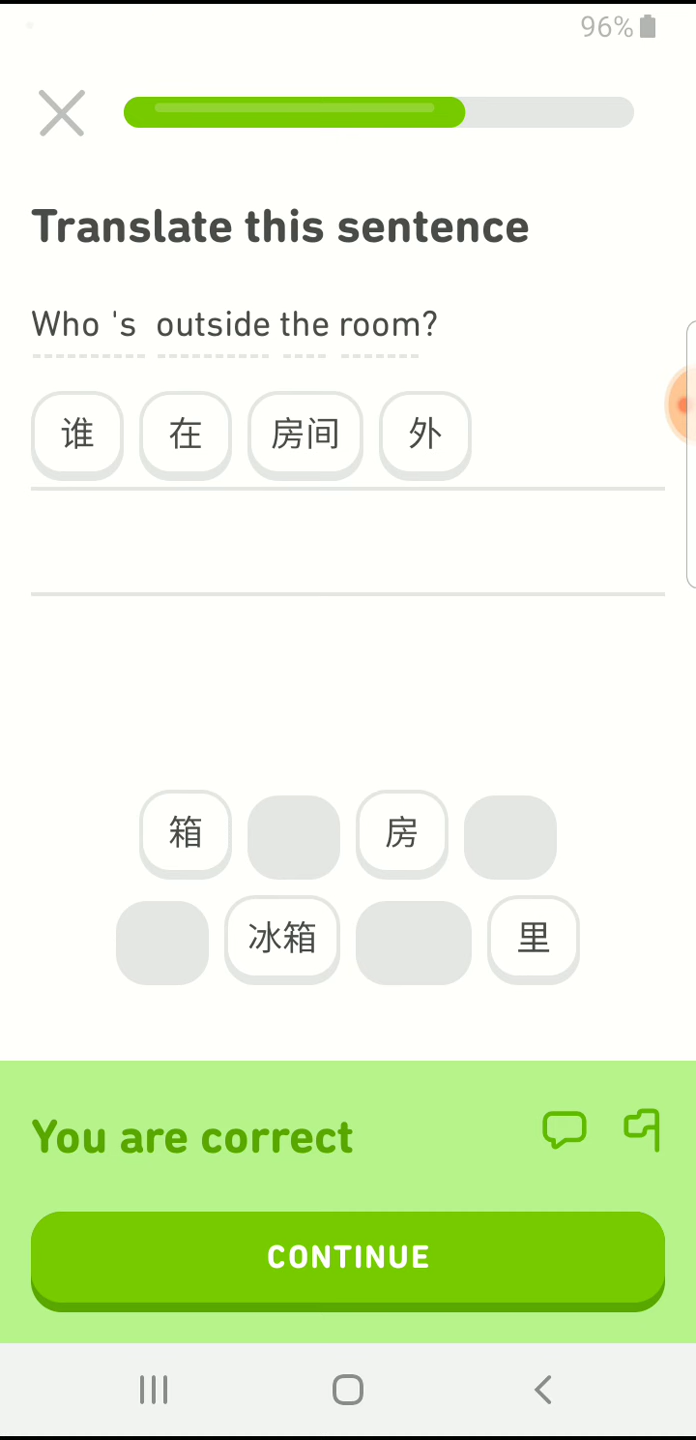 96%
Translate this sentence
Who 's outside the room?
谁 在 房间 外
箱 房
冰箱 里
You are correct
CONTINUE